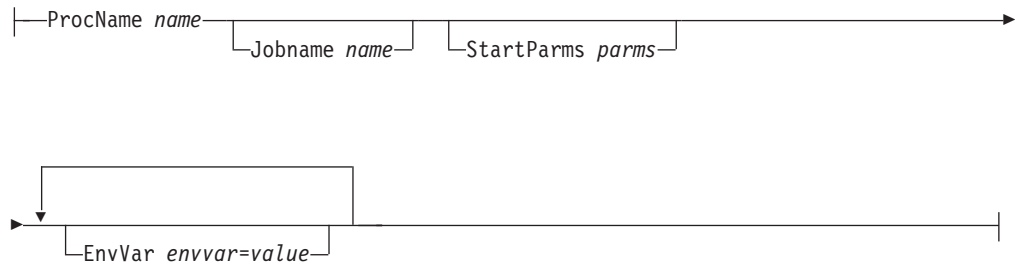 ProcName name
Jobname name
StartParms parms
EnvVar envvar=value